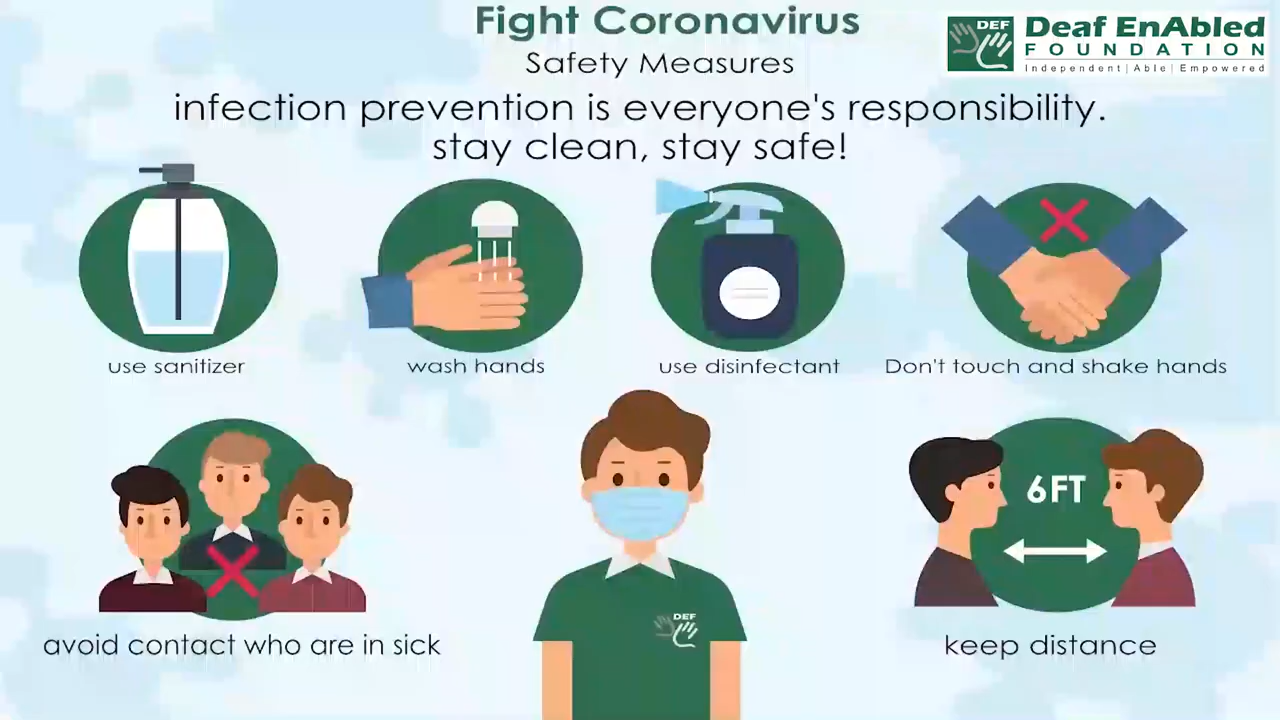 Fight Coronavirus
Safety Measures
infection prevention is everyone's responsibility.
stay clean, stay safe!
DEF
Deaf EnAbled
FOUNDATION
Independent | Able | Empowered
use sanitizer
wash hands
use disinfectant
Don't touch and shake hands
6FT
DEF
avoid contact who are in sick
keep distance